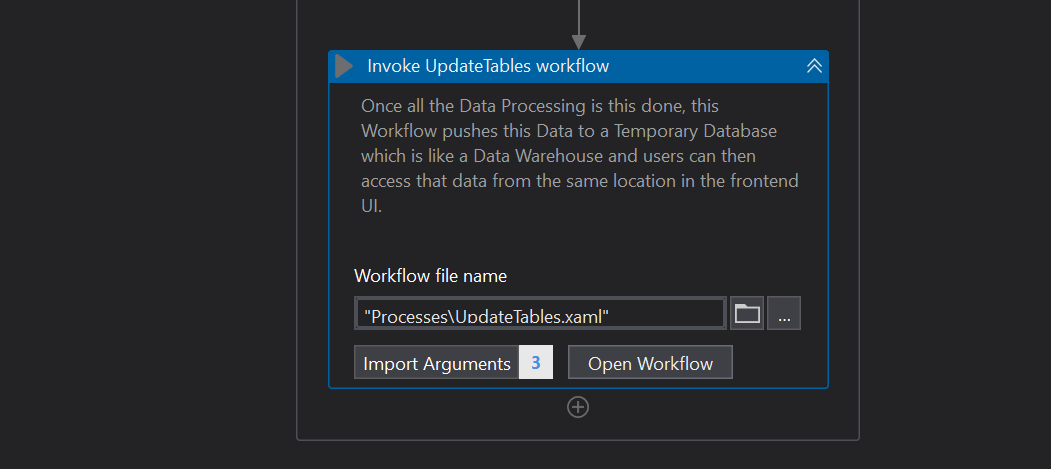 Invoke UpdateTables workflow
Once all the Data Processing is this done, this
Workflow pushes this Data to a Temporary Database
which is like a Data Warehouse and users can then
access that data from the same location in the frontend
UI.
Workflow file name
"Processes\UpdateTables.xaml"
...
Import Arguments 3 Open Workflow